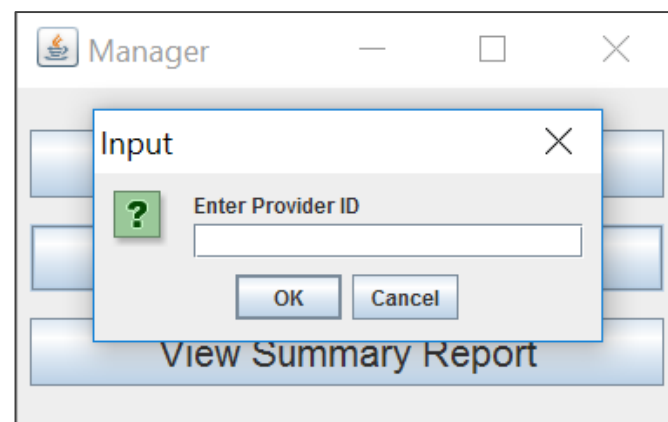 Manager
Input
?
Enter Provider ID
OK Cancel
View Summary Report